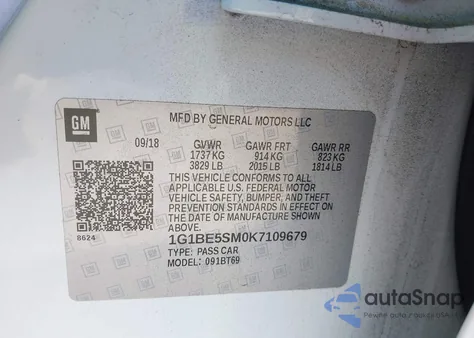 GM
MFD BY GENERAL MOTORS LLC
09/18 GVWR GAWR FRT GAWR RR
1737 KG 914 KG 823 KG
3829 LB 2015 LB 1814 LB
THIS VEHICLE CONFORMS TO ALL
APPLICABLE U.S. FEDERAL MOTOR
VEHICLE SAFETY, BUMPER, AND THEFT
PREVENTION STANDARDS IN EFFECT ON
THE DATE OF MANUFACTURE SHOWN
ABOVE.
8624
1G1BE5SM0K7109679
TYPE: PASS CAR
MODEL: 091BT69
autoSnap
Pewne auto